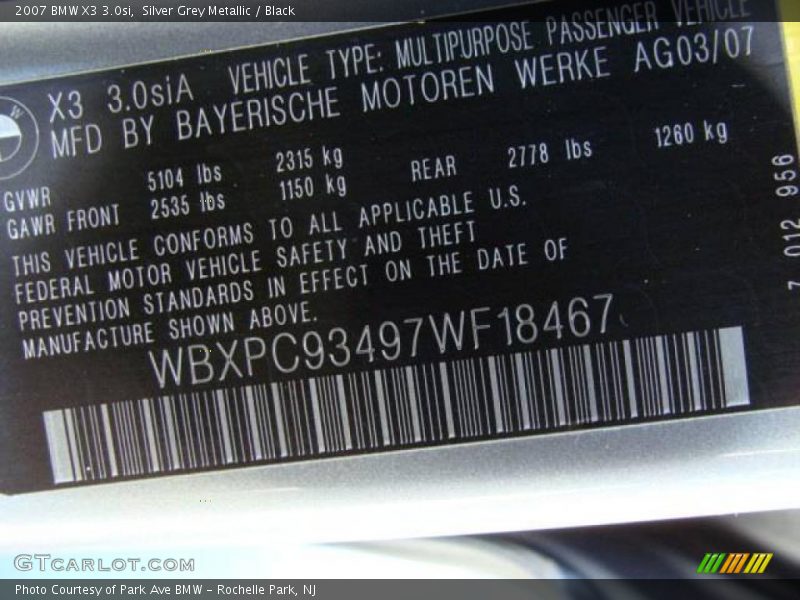 2007 BMW X3 3.0si, Silver Grey Metallic / Black
X3 3.0siA VEHICLE TYPE: MULTIPURPOSE PASSENGER VEHICLE
MFD BY BAYERISCHE MOTOREN WERKE AG03/07
GVWR 5104 lbs 2315 kg
GAWR FRONT 2535 lbs 1150 kg REAR 2778 lbs 1260 kg
THIS VEHICLE CONFORMS TO ALL APPLICABLE U.S.
FEDERAL MOTOR VEHICLE SAFETY AND THEFT
PREVENTION STANDARDS IN EFFECT ON THE DATE OF
MANUFACTURE SHOWN ABOVE.
WBXPC93497WF18467
7 012 956
GTCARLOT.COM
Photo Courtesy of Park Ave BMW - Rochelle Park, NJ